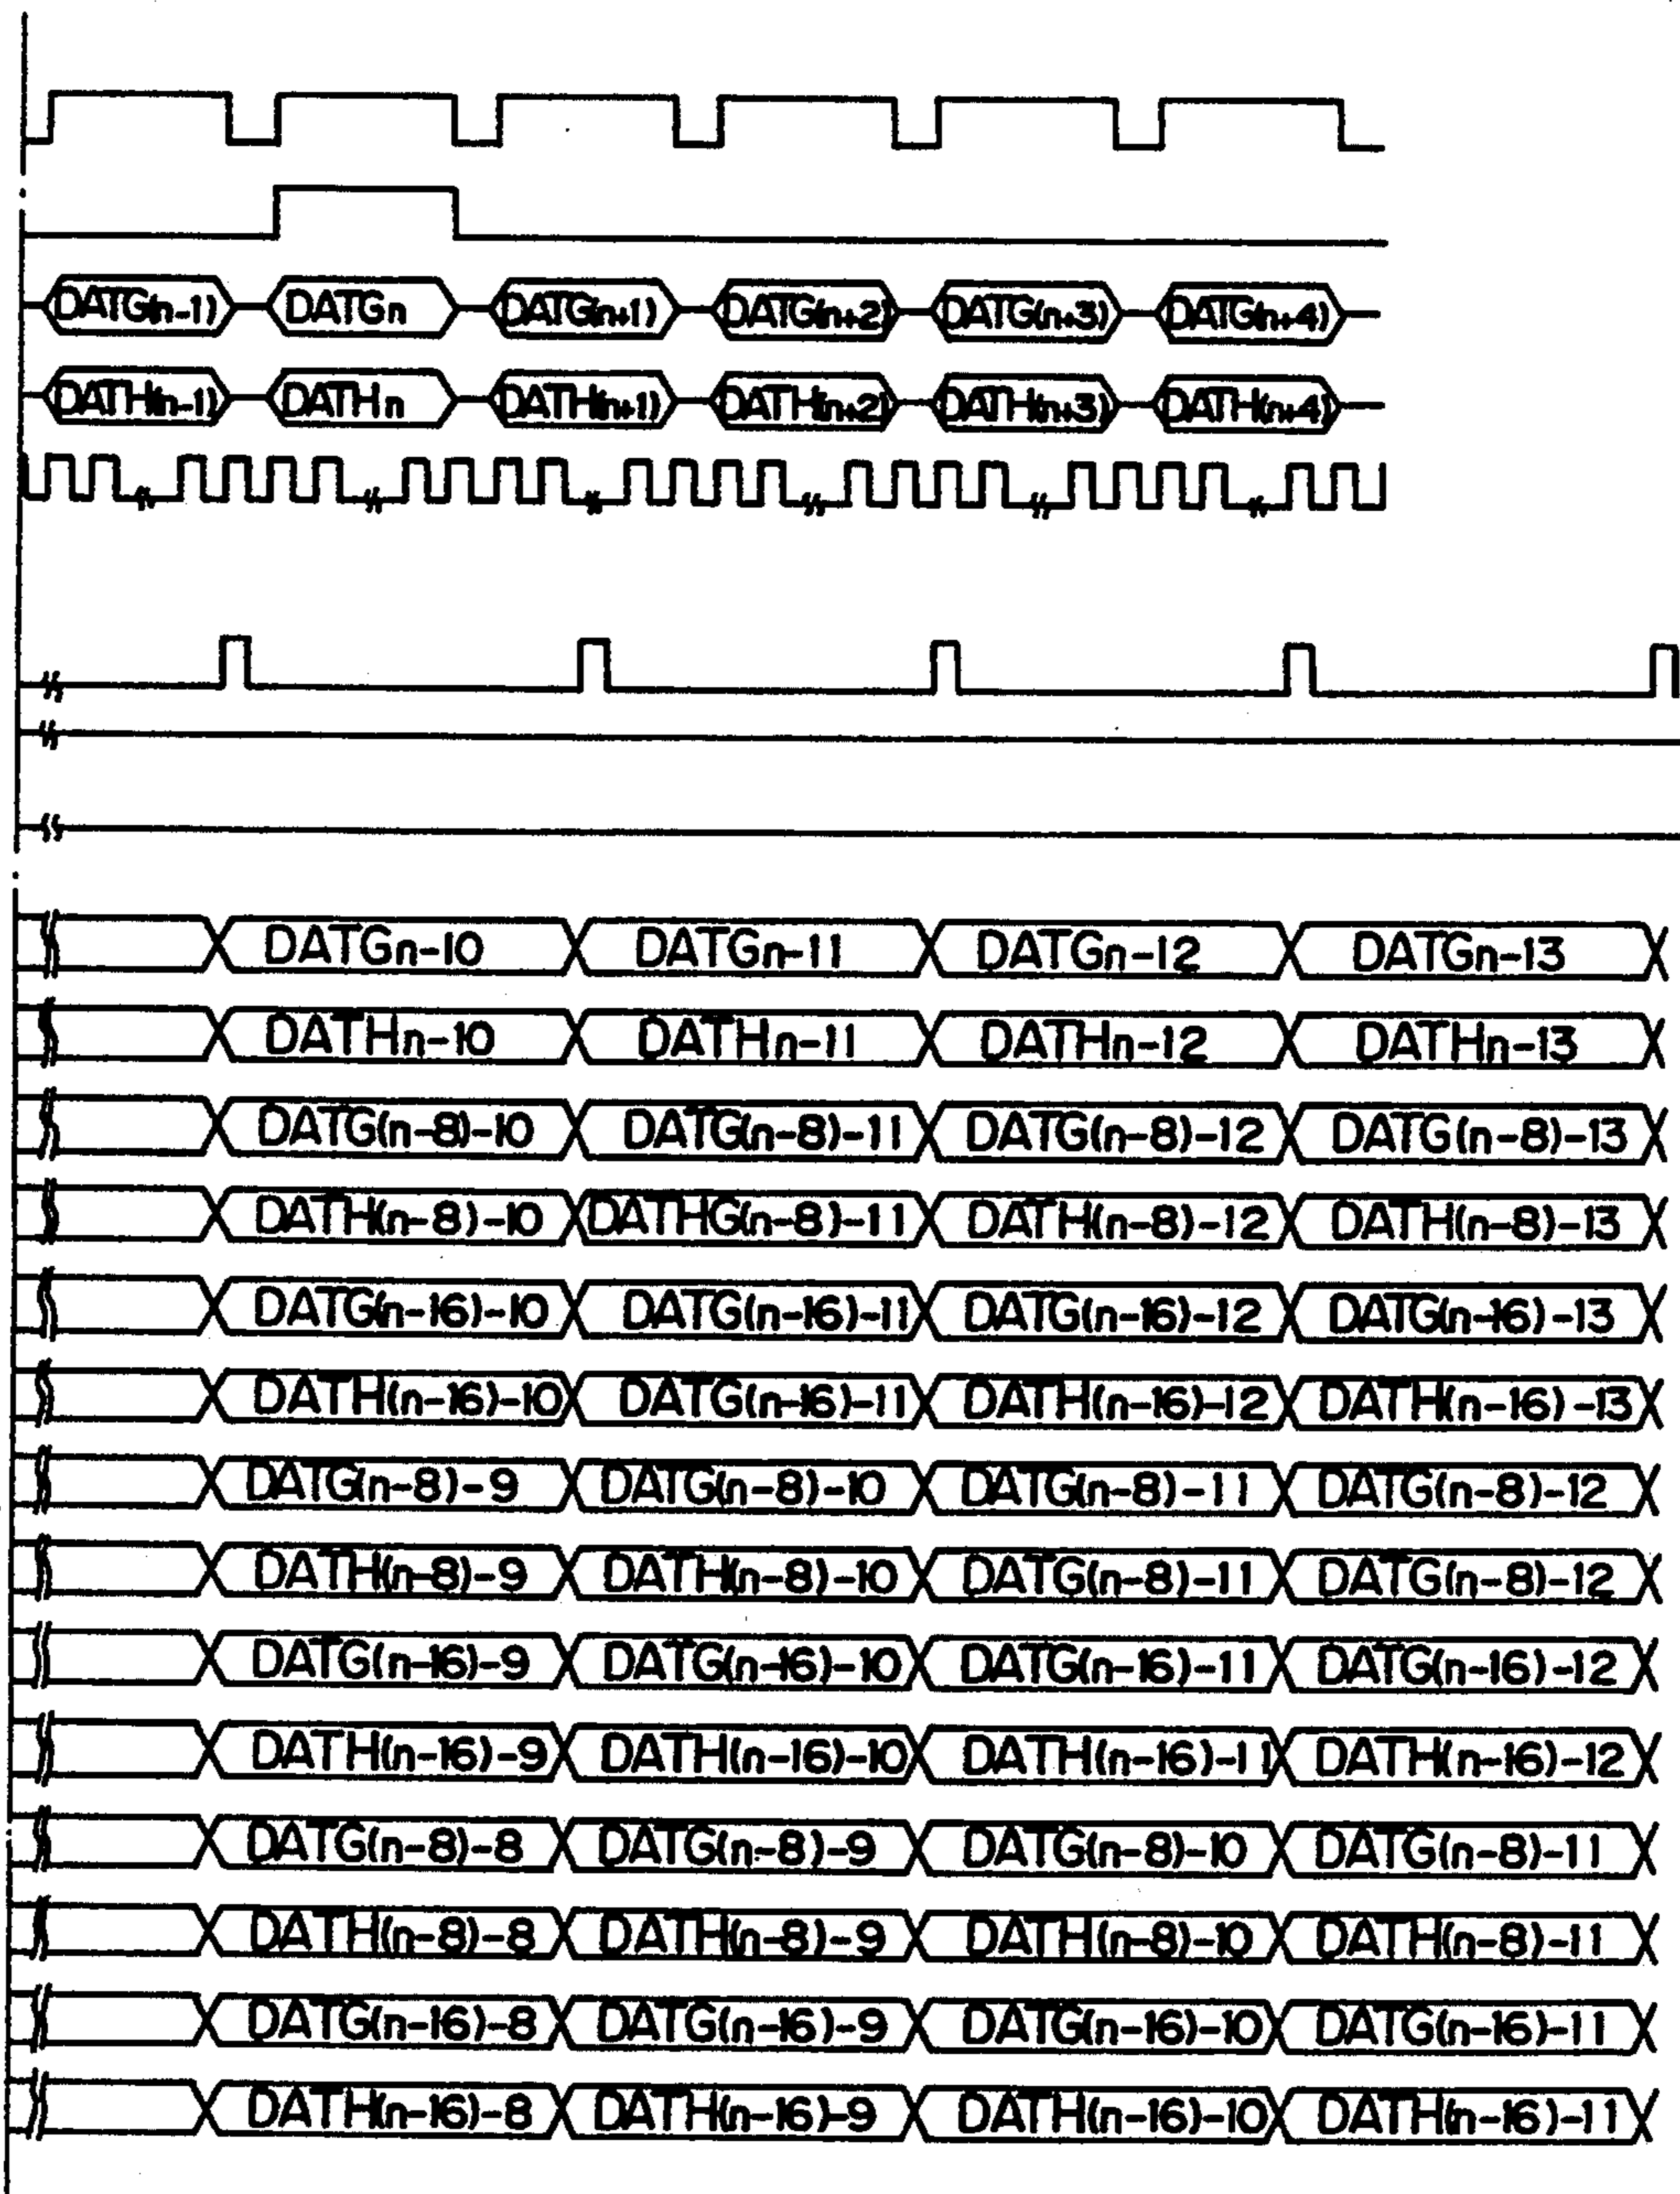 DATG(n-1) DATGn DATG(n+1) DATG(n+2) DATG(n+3) DATG(n+4)
DATH(n-1) DATHn DATH(n+1) DATH(n+2) DATH(n+3) DATH(n+4)
DATGn-10 DATGn-11 DATGn-12 DATGn-13
DATHn-10 DATHn-11 DATHn-12 DATHn-13
DATG(n-8)-10 DATG(n-8)-11 DATG(n-8)-12 DATG(n-8)-13
DATH(n-8)-10 DATHG(n-8)-11 DATH(n-8)-12 DATH(n-8)-13
DATG(n-16)-10 DATG(n-16)-11 DATG(n-16)-12 DATG(n-16)-13
DATH(n-16)-10 DATG(n-16)-11 DATH(n-16)-12 DATH(n-16)-13
DATG(n-8)-9 DATG(n-8)-10 DATG(n-8)-11 DATG(n-8)-12
DATH(n-8)-9 DATH(n-8)-10 DATG(n-8)-11 DATG(n-8)-12
DATG(n-16)-9 DATG(n-16)-10 DATG(n-16)-11 DATG(n-16)-12
DATH(n-16)-9 DATH(n-16)-10 DATH(n-16)-11 DATH(n-16)-12
DATG(n-8)-8 DATG(n-8)-9 DATG(n-8)-10 DATG(n-8)-11
DATH(n-8)-8 DATH(n-8)-9 DATH(n-8)-10 DATH(n-8)-11
DATG(n-16)-8 DATG(n-16)-9 DATG(n-16)-10 DATG(n-16)-11
DATH(n-16)-8 DATH(n-16)-9 DATH(n-16)-10 DATH(n-16)-11